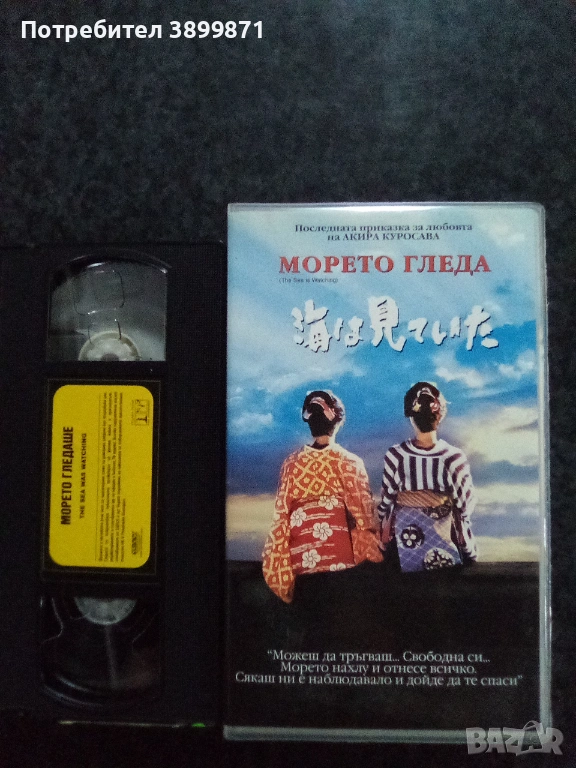 Потребител 3899871
Последната приказка за любовта
на АКИРА КУРОСАВА
МОРЕТО ГЛЕДА
(The Sea is Watching)
海は見ていた
МОРЕТО ГЛЕДАШЕ
THE SEA WAS WATCHING
"Можеш да тръгваш... Свободна си...
Морето нахлу и отнесе всичко.
Сякаш ни е наблюдавало и дойде да те спаси"
BAZAR